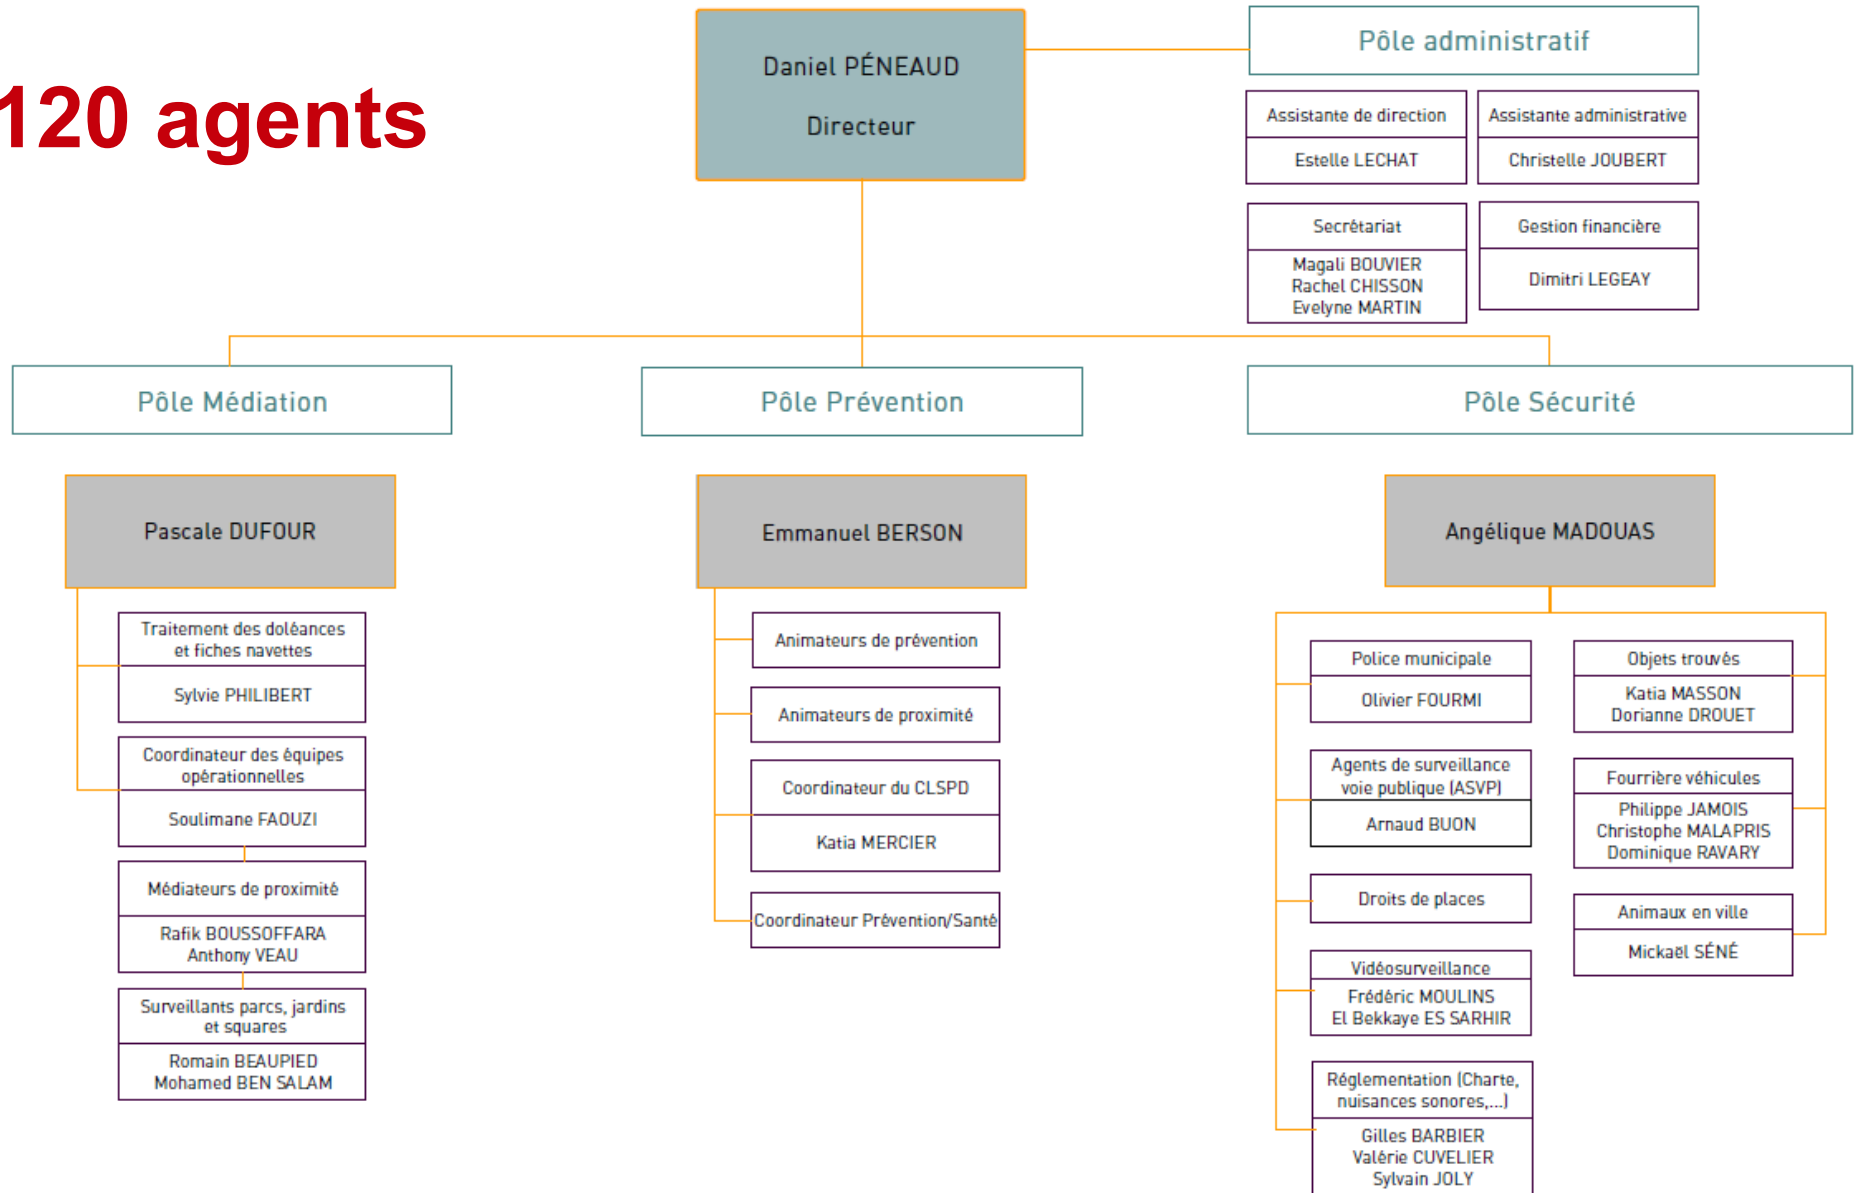 120 agents
Daniel PÉNEAUD
Directeur
Pôle administratif
Assistante de direction
Estelle LECHAT
Assistante administrative
Christelle JOUBERT
Secrétariat
Magali BOUVIER
Rachel CHISSON
Evelyne MARTIN
Gestion financière
Dimitri LEGEAY
Pôle Médiation
Pascale DUFOUR
Traitement des doléances
et fiches navettes
Sylvie PHILIBERT
Coordinateur des équipes
opérationnelles
Soulimane FAOUZI
Médiateurs de proximité
Rafik BOUSSOFFARA
Anthony VEAU
Surveillants parcs, jardins
et squares
Romain BEAUPIED
Mohamed BEN SALAM
Pôle Prévention
Emmanuel BERSON
Animateurs de prévention
Animateurs de proximité
Coordinateur du CLSPD
Katia MERCIER
Coordinateur Prévention/Santé
Pôle Sécurité
Angélique MADOUAS
Police municipale
Olivier FOURMI
Agents de surveillance
voie publique (ASVP)
Arnaud BUON
Droits de places
Vidéosurveillance
Frédéric MOULINS
El Bekkaye ES SARHIR
Réglementation (Charte,
nuisances sonores,...)
Gilles BARBIER
Valérie CUVELIER
Sylvain JOLY
Objets trouvés
Katia MASSON
Dorianne DROUET
Fourrière véhicules
Philippe JAMOIS
Christophe MALAPRIS
Dominique RAVARY
Animaux en ville
Mickaël SÉNÉ